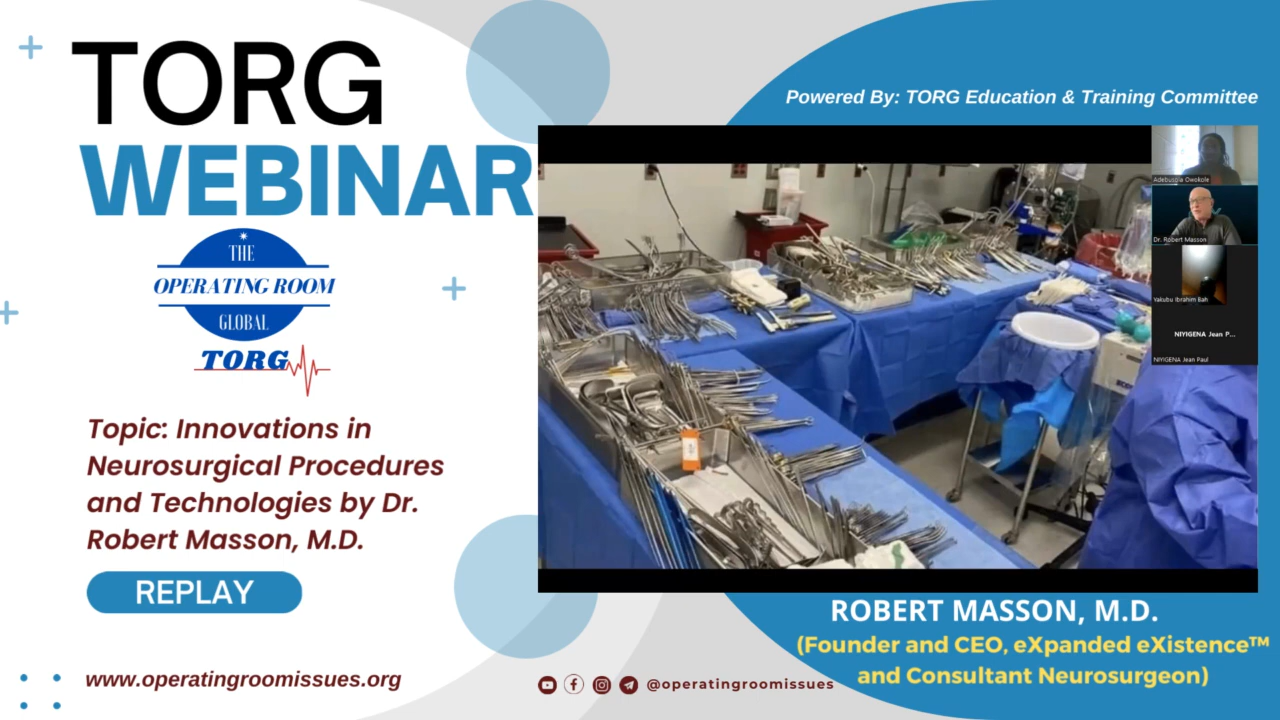 TORG
WEBINAR
THE
OPERATING ROOM
GLOBAL
TORG
Topic: Innovations in
Neurosurgical Procedures
and Technologies by Dr.
Robert Masson, M.D.
REPLAY
www.operatingroomissues.org
@operatingroomissues
Powered By: TORG Education & Training Committee
Adebusola Owokole
Dr. Robert Masson
Yakubu Ibrahim Bah
NIYIGENA Jean P...
NIYIGENA Jean Paul
ROBERT MASSON, M.D.
(Founder and CEO, eXpanded eXistence™
and Consultant Neurosurgeon)